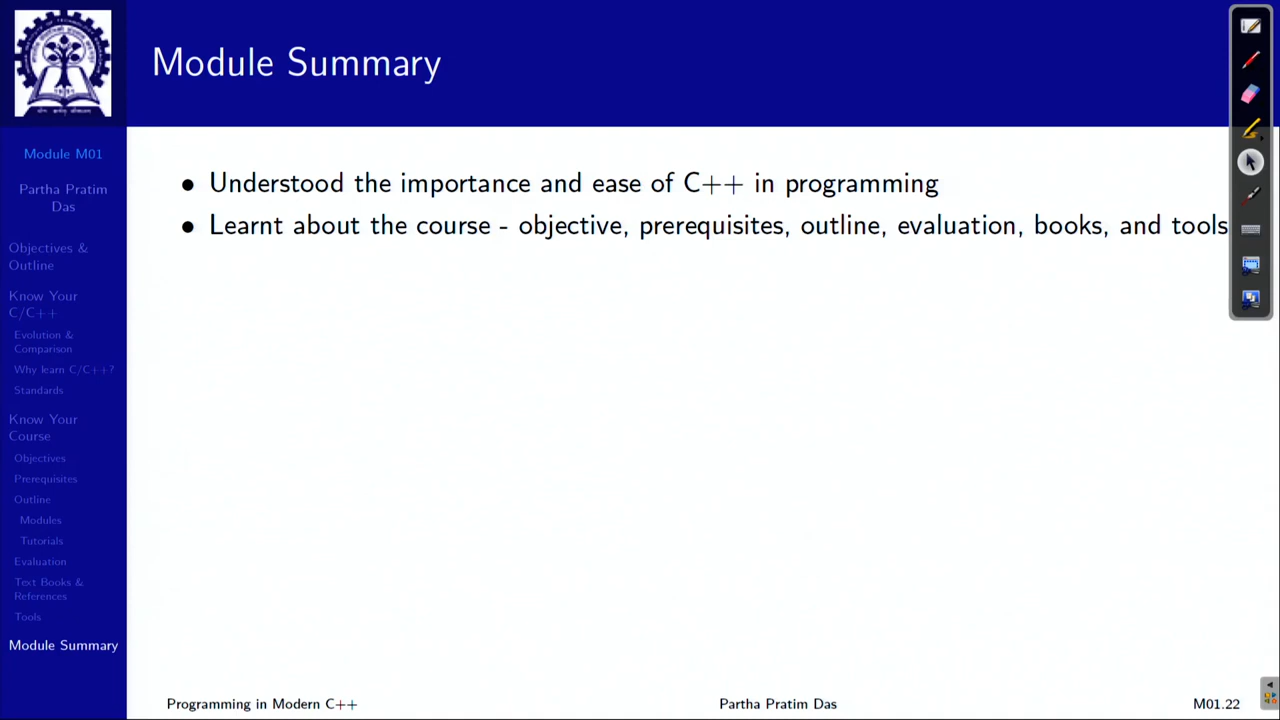 Module Summary
Module M01
Partha Pratim
Das
Objectives &
Outline
Know Your
C/C++
Evolution &
Comparison
Why learn C/C++?
Standards
Know Your
Course
Objectives
Prerequisites
Outline
Modules
Tutorials
Evaluation
Text Books &
References
Tools
Module Summary
• Understood the importance and ease of C++ in programming
• Learnt about the course - objective, prerequisites, outline, evaluation, books, and tools
Programming in Modern C++
Partha Pratim Das
M01.22